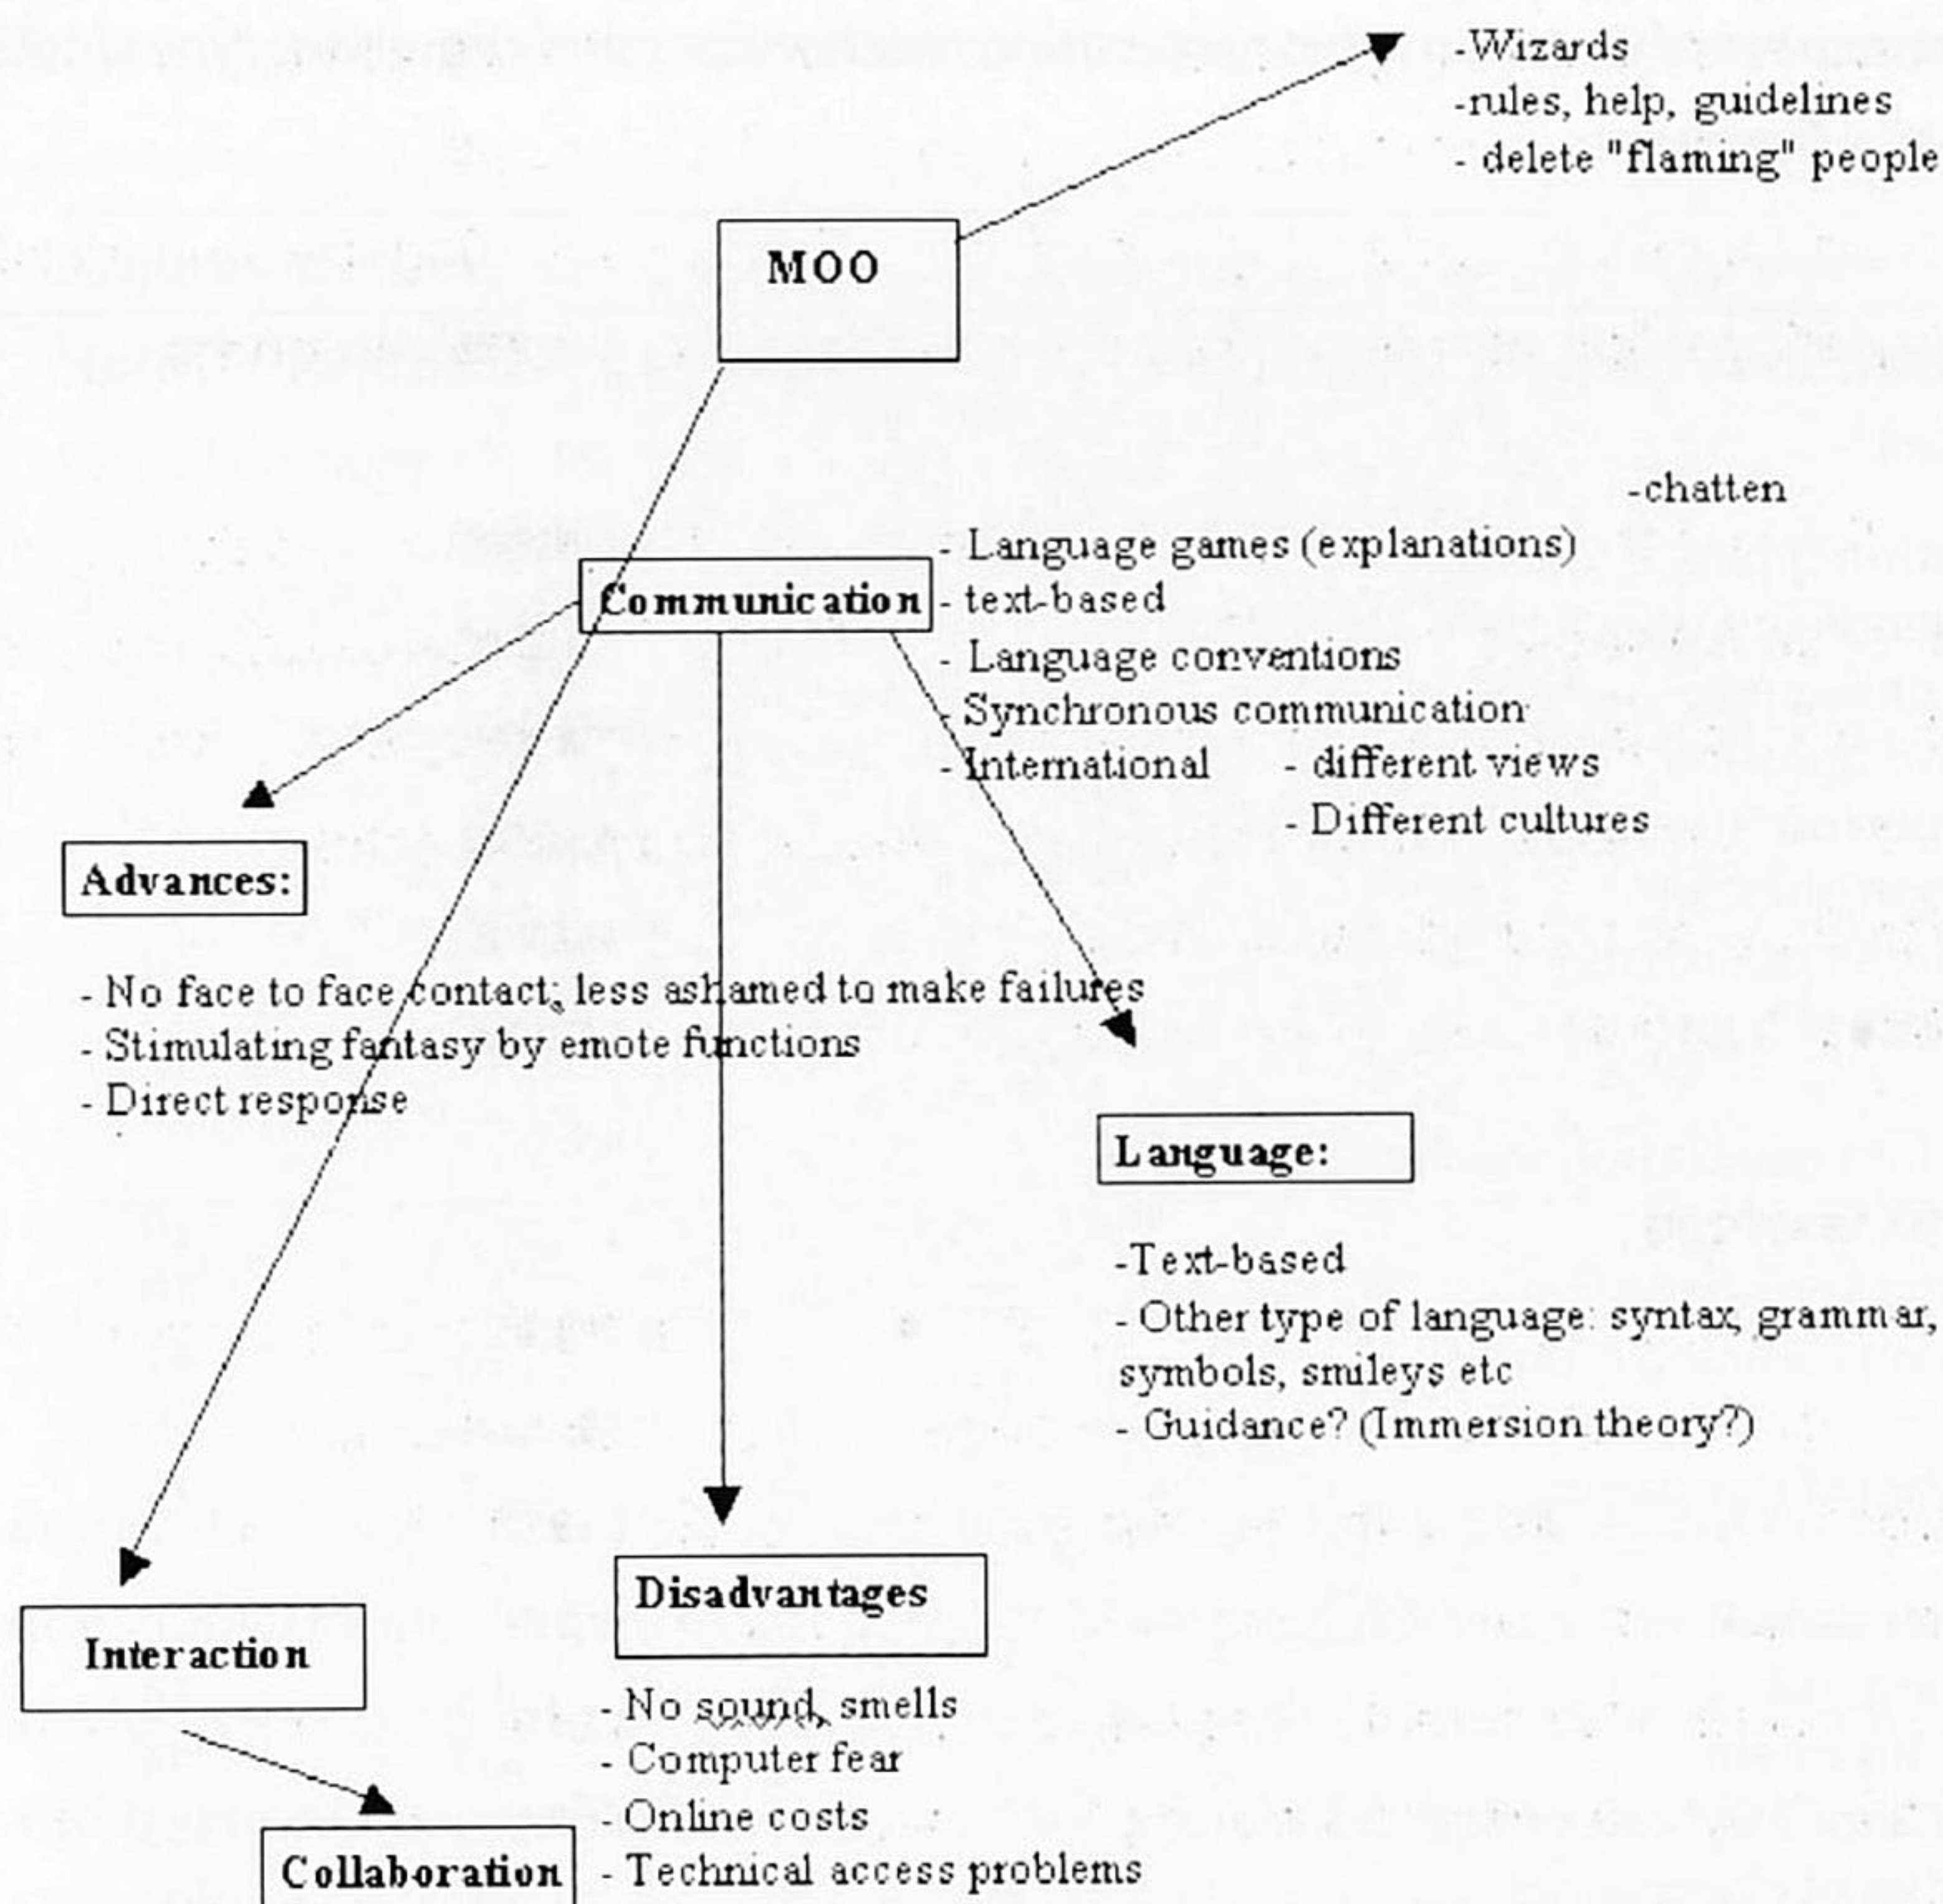 -Wizards
-rules, help, guidelines
- delete "flaming" people
MOO
-chatten
- Language games (explanations)
Communication - text-based
- Language conventions
- Synchronous communication
- International - different views
- Different cultures
Advances:
- No face to face contact; less ashamed to make failures
- Stimulating fantasy by emote functions
- Direct response
Language:
-Text-based
- Other type of language: syntax, grammar,
symbols, smileys etc
- Guidance? (Immersion theory?)
Disadvantages
Interaction
- No sound, smells
- Computer fear
- Online costs
Collaboration
- Technical access problems